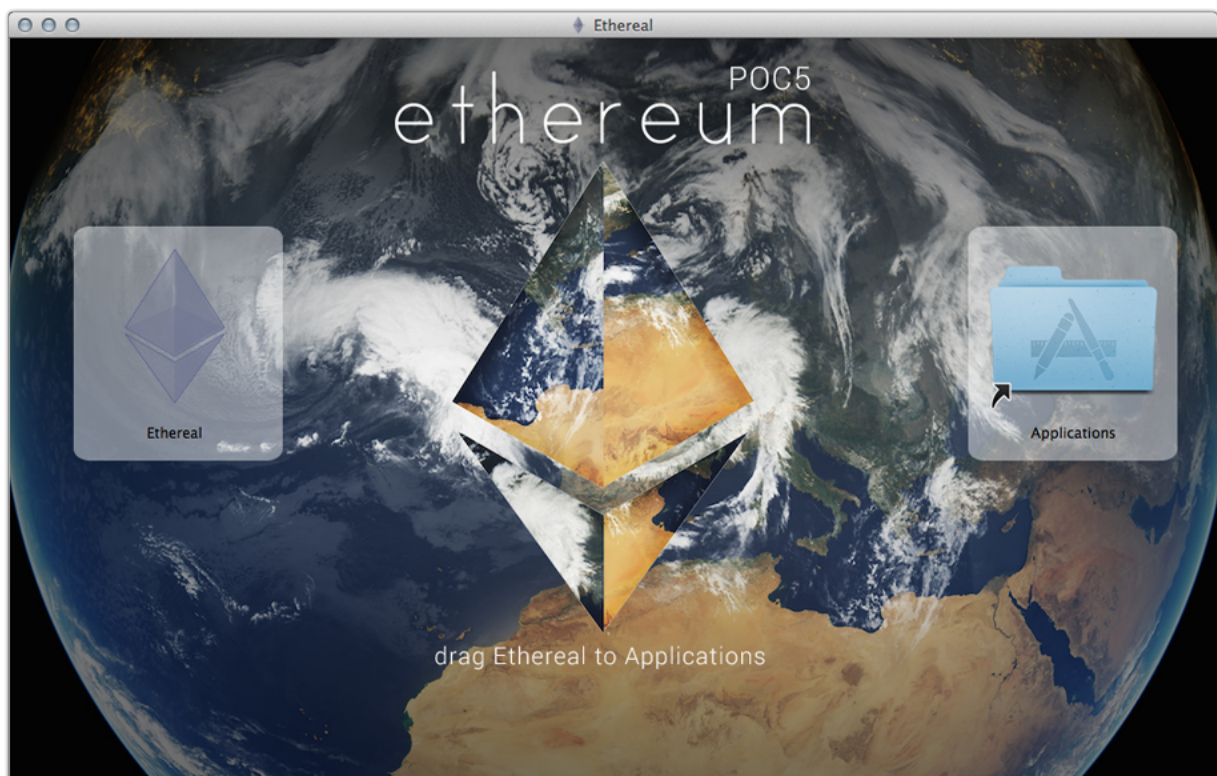 Ethereal
POC5
ethereum
Ethereal
Applications
drag Ethereal to Applications